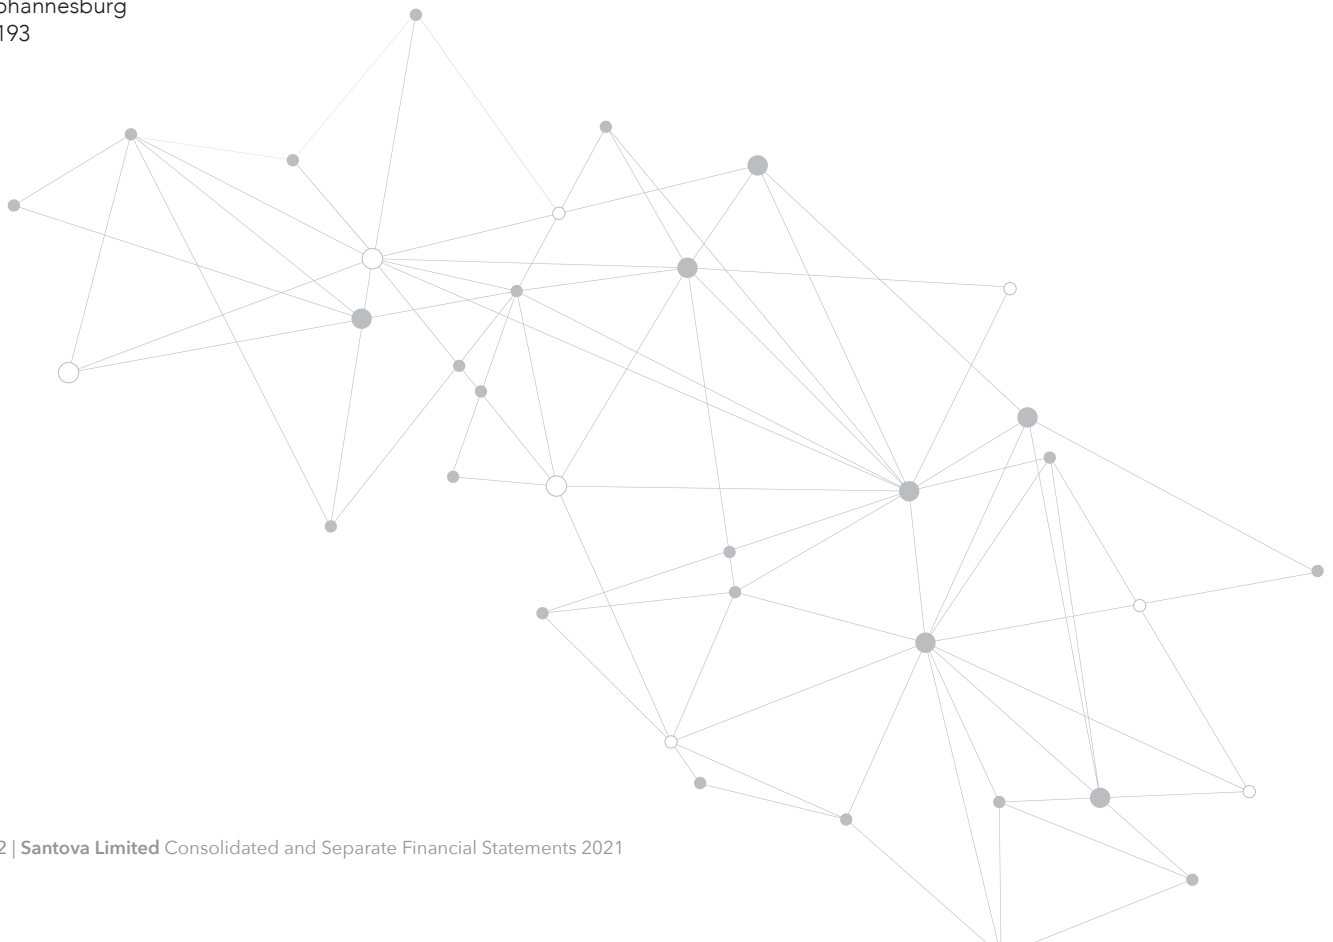 ohannesburg
193
2 | Santova Limited Consolidated and Separate Financial Statements 2021